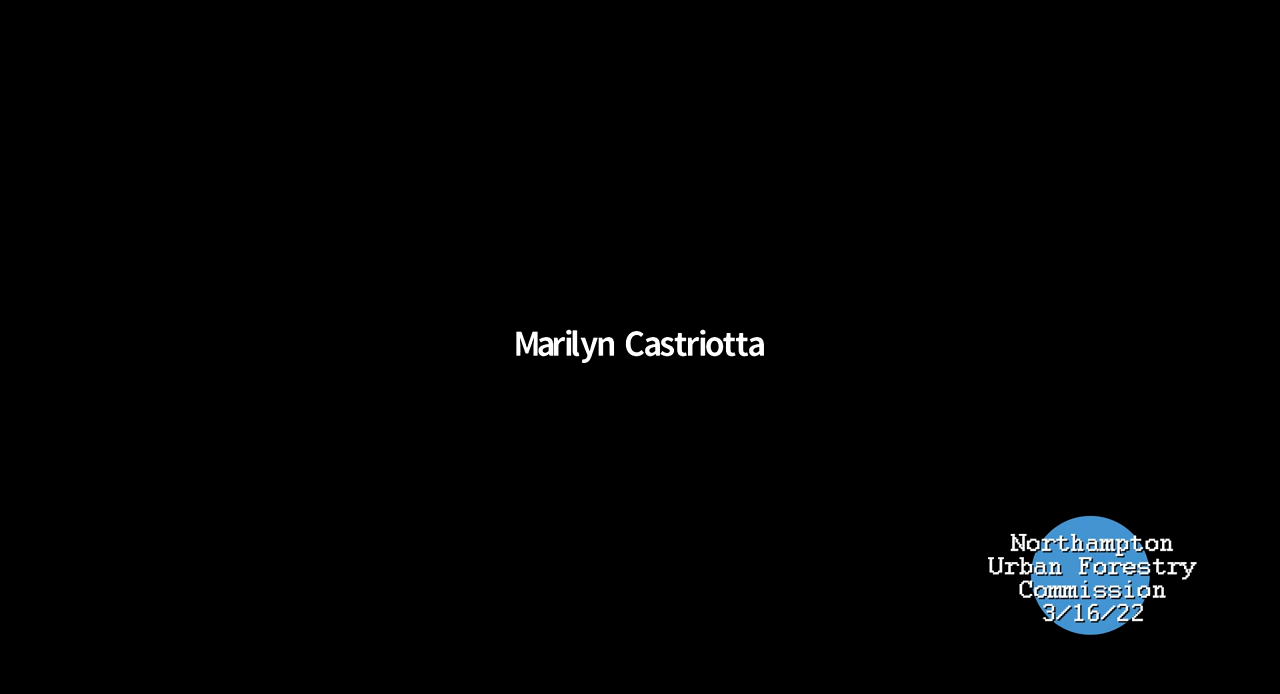 Marilyn Castriotta
Northampton
Urban Forestry
Commission
3/16/22